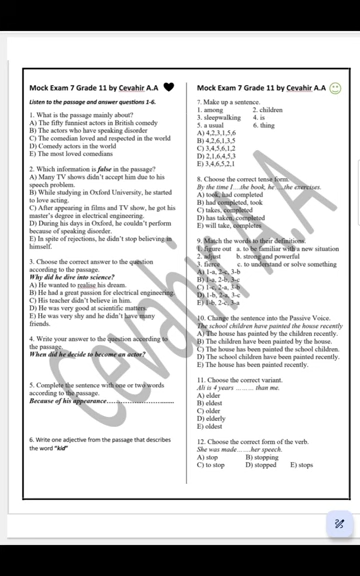 Mock Exam 7 Grade 11 by Cevahir A.A
Listen to the passage and answer questions 1-6.
1. What is passage mainly about?
A) The fifty funniest actors in British comedy
B) The actors who have speaking disorder
C) The comedian loved and respected in the world
D) Comedy actors in the world
E) The most loved comedians
2. Which information is false in the passage?
A) Many TV shows didn't accept him due to his
speech problem.
B) While studying in Oxford University, he started
to love acting.
C) After appearing in films and TV show, he got his
master's degree in electrical engineering.
D) During his days in Oxford, he couldn't perform
because of speaking disorder.
E) In spite of rejections, he didn't stop believing in
himself.
3. Choose the correct answer to the question
according to the passage.
Why did he dive into science?
A) He wanted to realise his dream.
B) He had a great passion for electrical engineering.
C) His teacher didn't believe in him.
D) He was very good at scientific matters.
E) He was very shy and he didn't have many
friends.
4. Write your answer to the question according to
the passage.
When did he decide to become an actor?
5. Complete the sentence with one or two words
according to the passage.
Because of his appearance..............................
6. Write one adjective from the passage that describes
the word "kid"
Mock Exam 7 Grade 11 by Cevahir A.A
7. Make up a sentence.
1. among 2. children
3. sleepwalking 4. is
5. a usual 6. thing
A) 4,2,3,1,5,6
B) 4,2,6,1,3,5
C) 3,4,5,6,1,2
D) 2,1,6,4,5,3
E) 3,4,6,5,2,1
8. Choose the correct tense form.
By the time I....the book, he ....the exercises.
A) took, had completed
B) had completed, took
C) takes, completed
D) has taken, completed
E) will take, completes
9. Match the words to their definitions.
1. figure out a. to be familiar with a new situation
2. adjust b. strong and powerful
3. fierce c. to understand or solve something
A) 1-a, 2-c, 3-b
B) 1-a, 2-b, 3-c
C) 1-c, 2-a, 3-b
D) 1-b, 2-a, 3-c
E) 1-b, 2-c, 3-a
10. Change the sentence into the Passive Voice.
The school children have painted the house recently
A) The house has painted by the children recently.
B) The children have been painted by the house.
C) The house has been painted the school children.
D) The school children have been painted recently.
E) The house has been painted recently.
11. Choose the correct variant.
Ali is 4 years ......... than me.
A) elder
B) eldest
C) older
D) elderly
E) oldest
12. Choose the correct form of the verb.
She was made.......her speech.
A) stop B) stopping
C) to stop D) stopped E) stops
Cevahir A.A